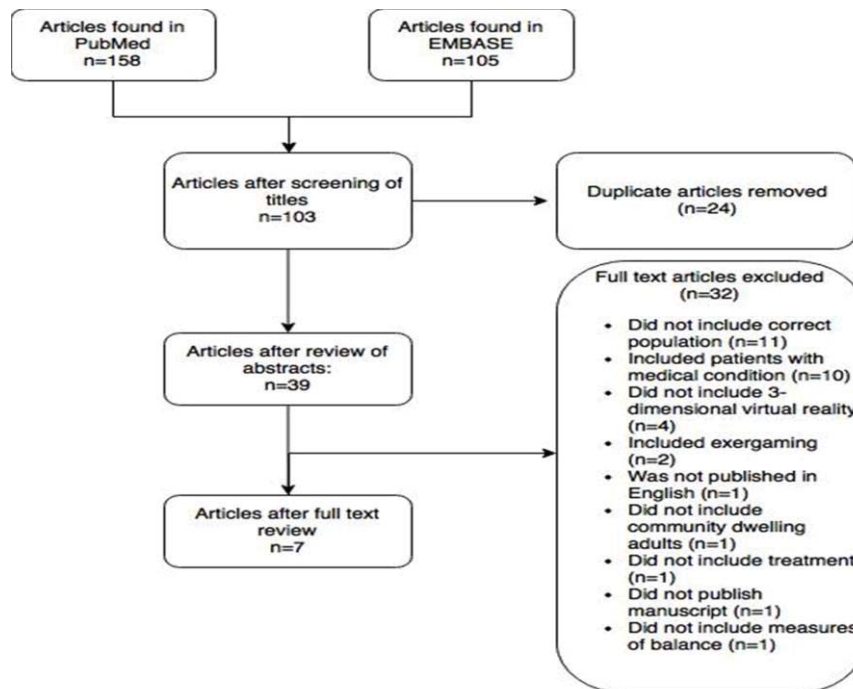 Articles found in
PubMed
n=158
Articles found in
EMBASE
n=105
Articles after screening of
titles
n=103
Duplicate articles removed
(n=24)
Articles after review of
abstracts:
n=39
Full text articles excluded
(n=32)
• Did not include correct
population (n=11)
• Included patients with
medical condition (n=10)
• Did not include 3-
dimensional virtual reality
(n=4)
• Included exergaming
(n=2)
• Was not published in
English (n=1)
• Did not include
community dwelling
adults (n=1)
• Did not include treatment
(n=1)
• Did not publish
manuscript (n=1)
• Did not include measures
of balance (n=1)
Articles after full text
review
n=7